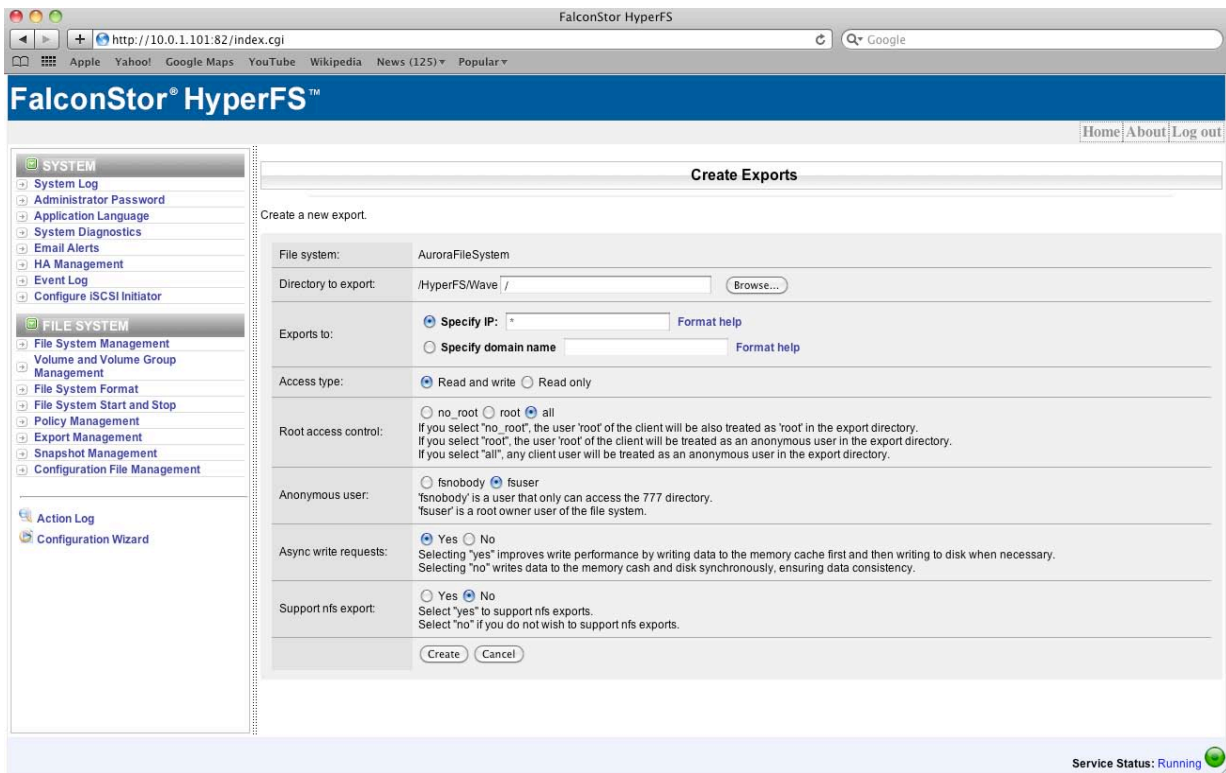 FalconStor HyperFS
http://10.0.1.101:82/index.cgi
Google
Apple Yahoo! Google Maps YouTube Wikipedia News (125) Popular
FalconStor® HyperFS™
Home About Log out
SYSTEM
System Log
Administrator Password
Application Language
System Diagnostics
Email Alerts
HA Management
Event Log
Configure iSCSI Initiator
FILE SYSTEM
File System Management
Volume and Volume Group
Management
File System Format
File System Start and Stop
Policy Management
Export Management
Snapshot Management
Configuration File Management
Action Log
Configuration Wizard
Create Exports
Create a new export.
File system: AuroraFileSystem
Directory to export: /HyperFS/Wave / Browse...
Exports to:
Specify IP: * Format help
Specify domain name Format help
Access type: Read and write Read only
Root access control:
no_root root all
If you select "no_root", the user 'root' of the client will be also treated as 'root' in the export directory.
If you select "root", the user 'root' of the client will be treated as an anonymous user in the export directory.
If you select "all", any client user will be treated as an anonymous user in the export directory.
Anonymous user:
fsnobody fsuser
'fsnobody' is a user that only can access the 777 directory.
'fsuser' is a root owner user of the file system.
Async write requests:
Yes No
Selecting "yes" improves write performance by writing data to the memory cache first and then writing to disk when necessary.
Selecting "no" writes data to the memory cash and disk synchronously, ensuring data consistency.
Support nfs export:
Yes No
Select "yes" to support nfs exports.
Select "no" if you do not wish to support nfs exports.
Create Cancel
Service Status: Running